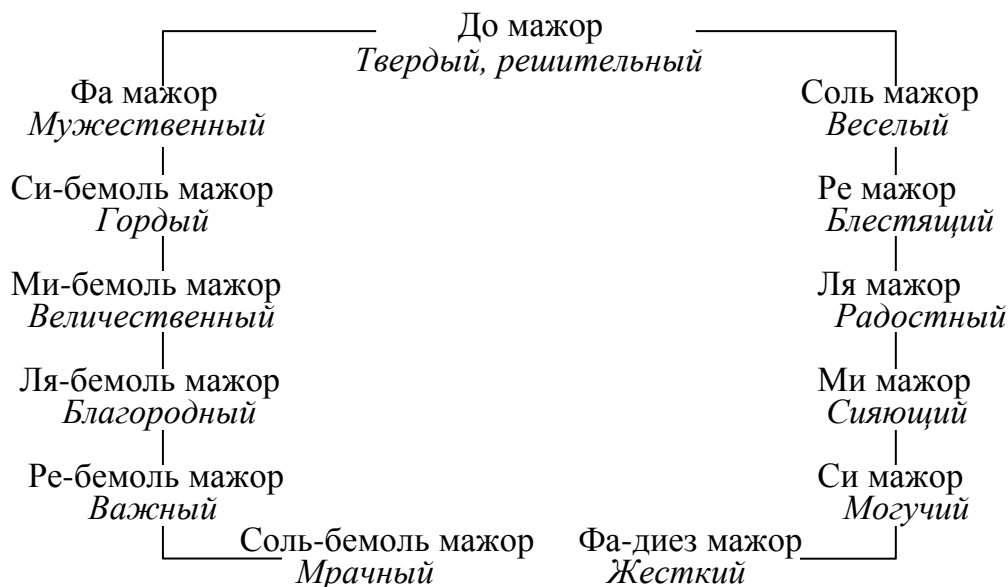 До мажор
Твердый, решительный
Фа мажор
Мужественный
Соль мажор
Веселый
Си-бемоль мажор
Гордый
Ре мажор
Блестящий
Ми-бемоль мажор
Величественный
Ля мажор
Радостный
Ля-бемоль мажор
Благородный
Ми мажор
Сияющий
Ре-бемоль мажор
Важный
Си мажор
Могучий
Соль-бемоль мажор
Мрачный
Фа-диез мажор
Жесткий